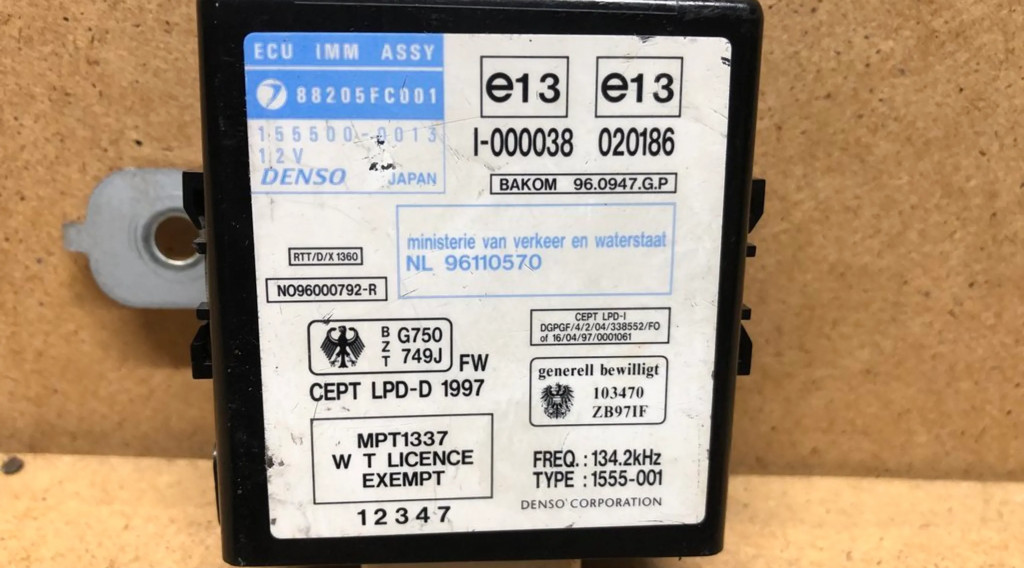 ECU IMM ASSY
88205FC001
155500-0013
12V
DENSO JAPAN
e13 e13
I-000038 020186
BAKOM 96.0947.G.P
ministerie van verkeer en waterstaat
NL 96110570
RTT/D/X1360
NO96000792-R
BZT G750
749J FW
CEPT LPD-D 1997
CEPT LPD-I
DGPGF/4/2/04/338552/FO
of 16/04/97/0001061
generell bewilligt
103470
ZB97IF
MPT1337
W T LICENCE
EXEMPT
FREQ.:134.2kHz
TYPE :1555-001
DENSO CORPORATION
12347